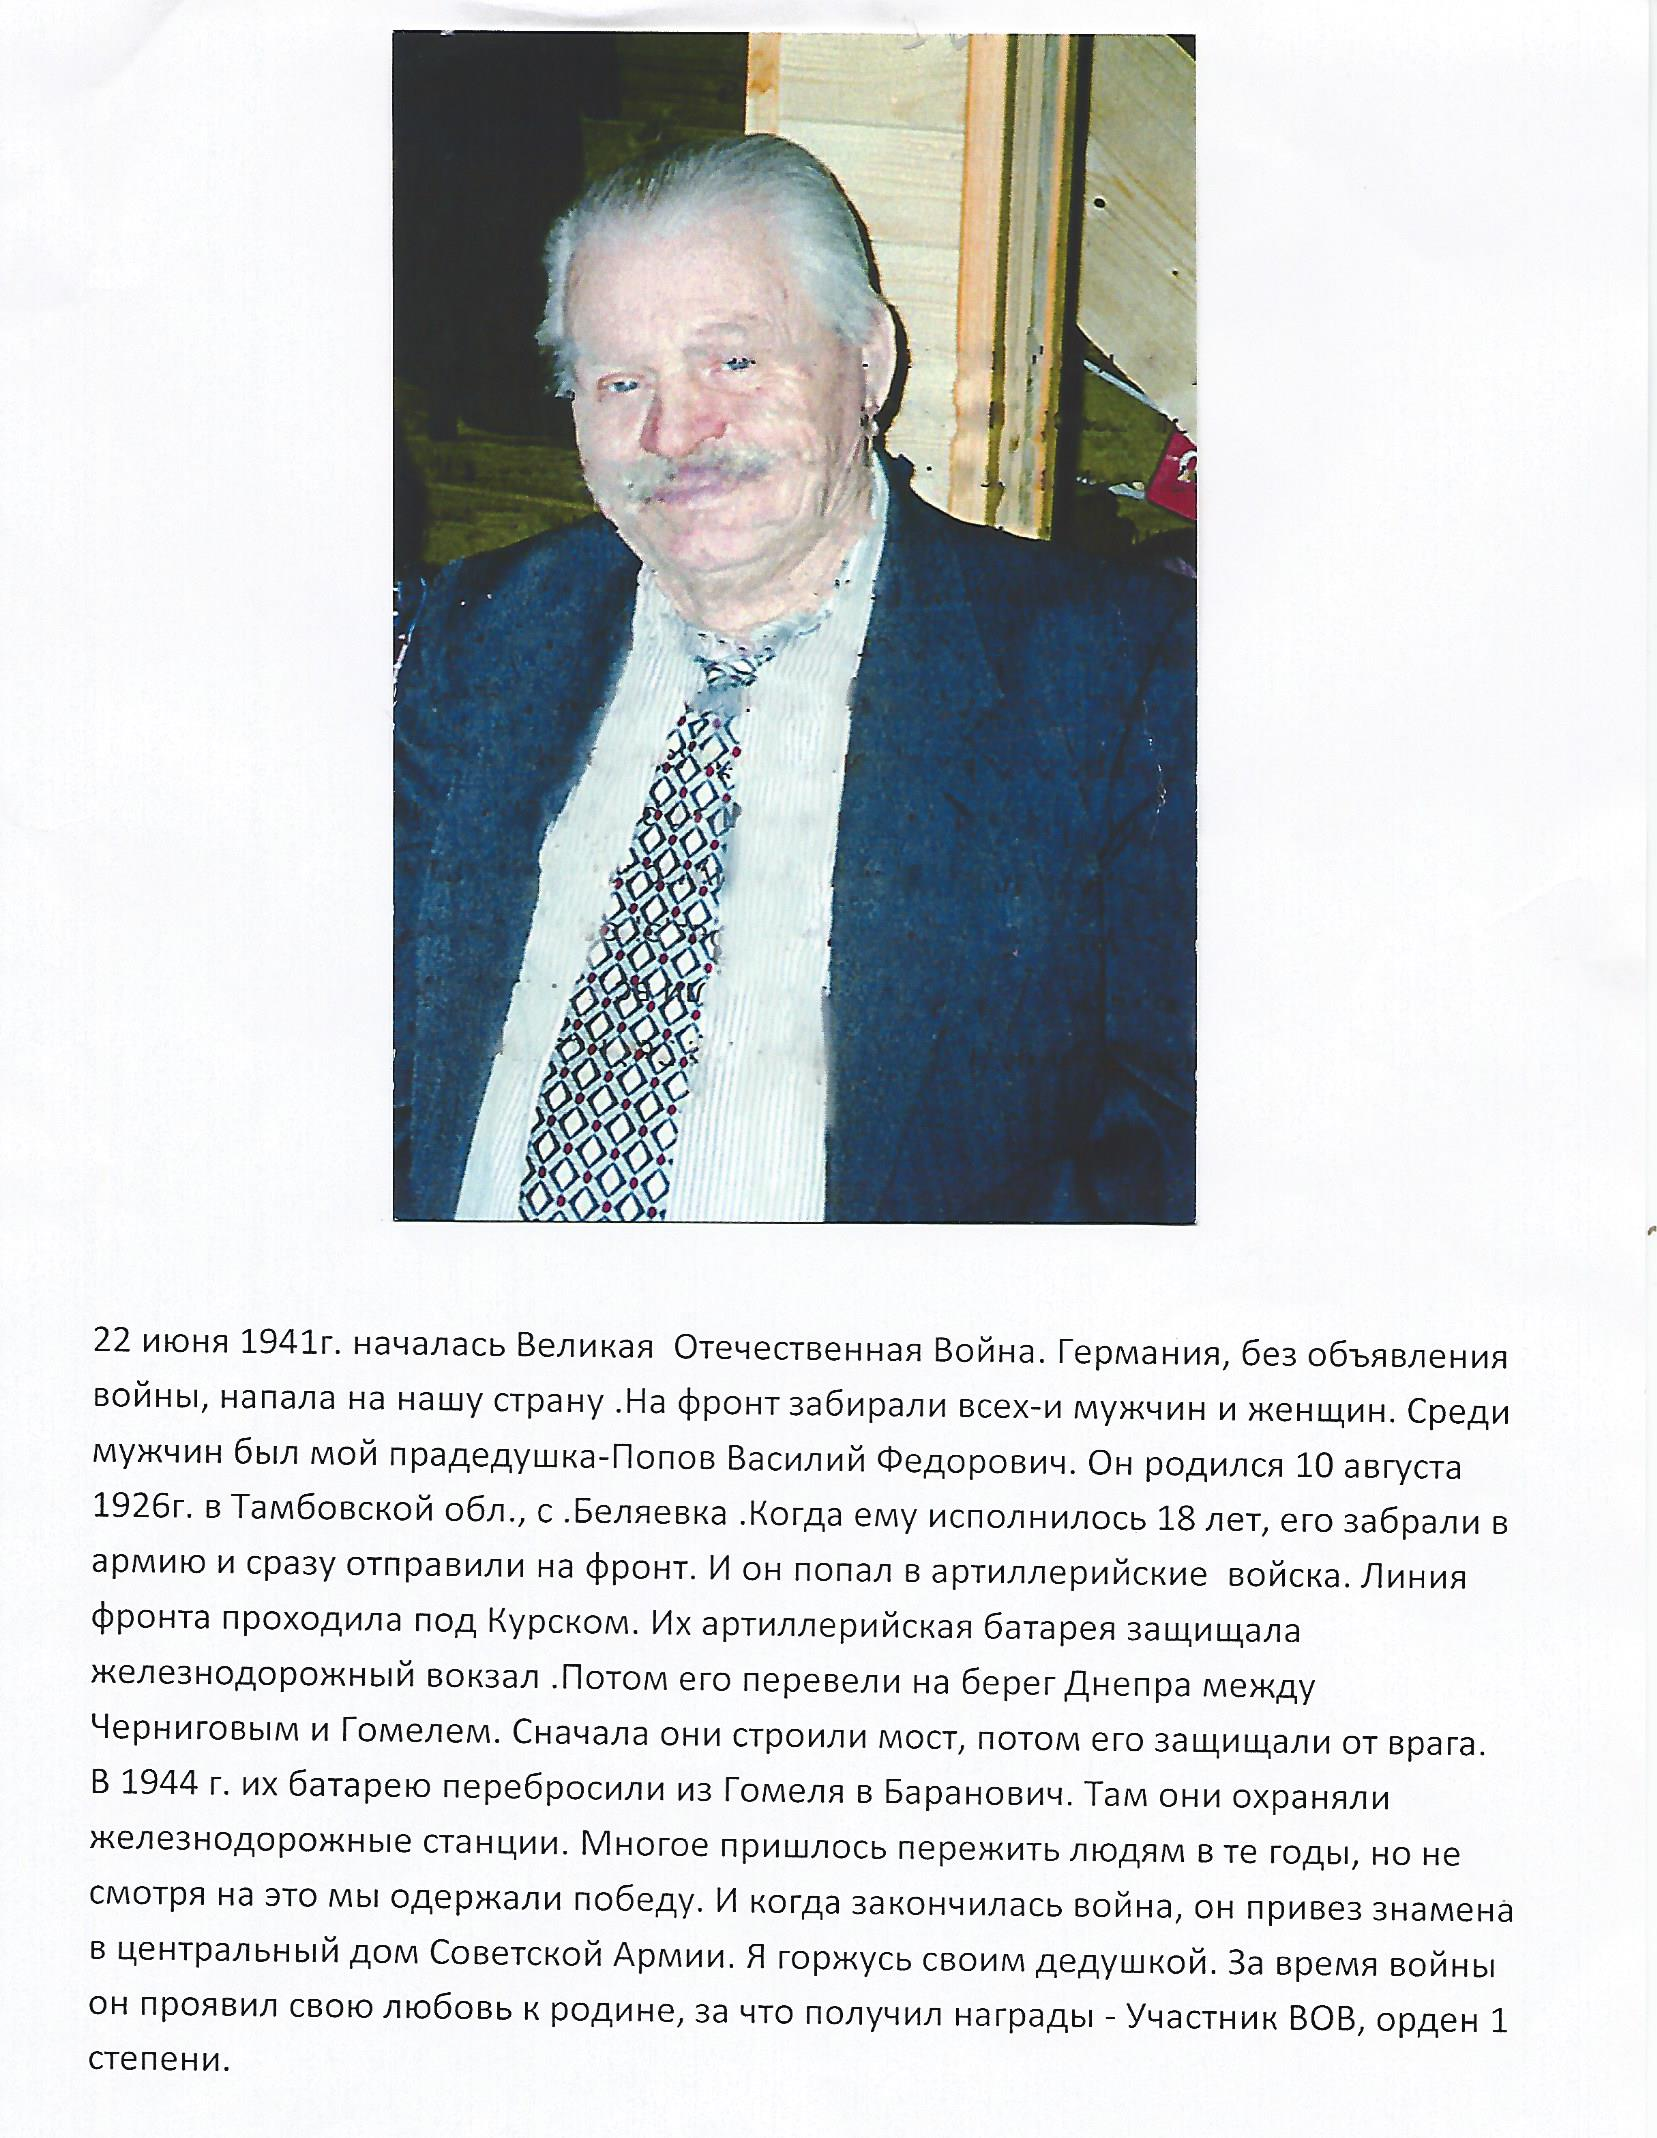 22 июня 1941г. началась Великая  Отечественная Война. Германия, без объявления
войны, напала на нашу страну .На фронт забирали всех-и мужчин и женщин. Среди
мужчин был мой прадедушка-Попов Василий Федорович. Он родился 10 августа
1926г. в Тамбовской обл., с .Беляевка .Когда ему исполнилось 18 лет, его забрали в
армию и сразу отправили на фронт. И он попал в артиллерийские  войска. Линия
фронта проходила под Курском. Их артиллерийская батарея защищала
железнодорожный вокзал .Потом его перевели на берег Днепра между
Черниговым и Гомелем. Сначала они строили мост, потом его защищали от врага.
В 1944 г. их батарею перебросили из Гомеля в Баранович. Там они охраняли
железнодорожные станции. Многое пришлось пережить людям в те годы, но не
смотря на это мы одержали победу. И когда закончилась война, он привез знамена
в центральный дом Советской Армии. Я горжусь своим дедушкой. За время войны
он проявил свою любовь к родине, за что получил награды - Участник ВОВ, орден 1
степени.